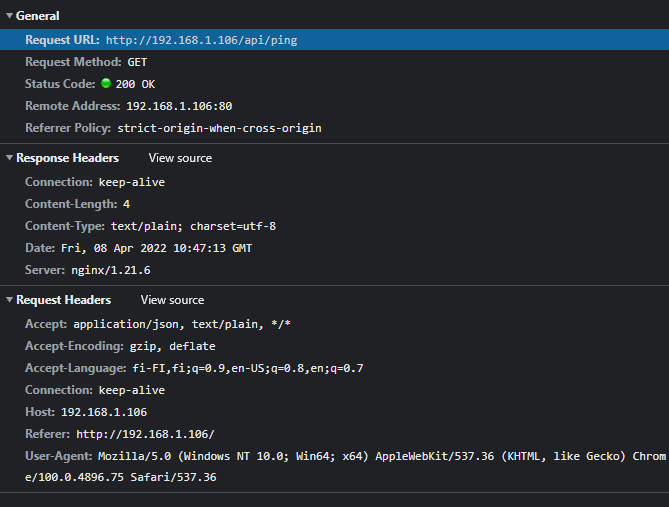 General
Request URL: http://192.168.1.106/api/ping
Request Method: GET
Status Code: 200 OK
Remote Address: 192.168.1.106:80
Referrer Policy: strict-origin-when-cross-origin
Response Headers View source
Connection: keep-alive
Content-Length: 4
Content-Type: text/plain; charset=utf-8
Date: Fri, 08 Apr 2022 10:47:13 GMT
Server: nginx/1.21.6
Request Headers View source
Accept: application/json, text/plain, */*
Accept-Encoding: gzip, deflate
Accept-Language: fi-FI,fi;q=0.9,en-US;q=0.8,en;q=0.7
Connection: keep-alive
Host: 192.168.1.106
Referer: http://192.168.1.106/
User-Agent: Mozilla/5.0 (Windows NT 10.0; Win64; x64) AppleWebKit/537.36 (KHTML, like Gecko) Chrom
e/100.0.4896.75 Safari/537.36